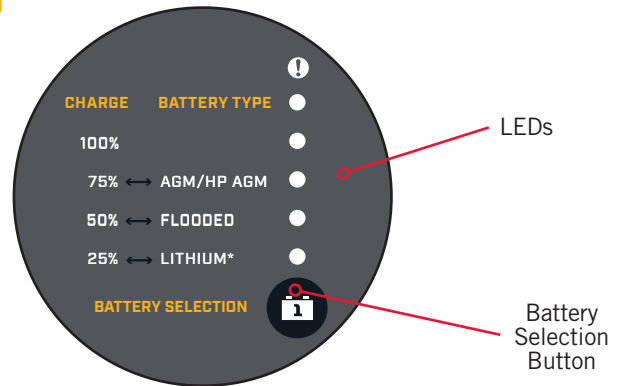 !
CHARGE BATTERY TYPE
100%
75% ↔ AGM/HP AGM
50% ↔ FLOODED
25% ↔ LITHIUM*
BATTERY SELECTION
1
LEDs
Battery
Selection
Button